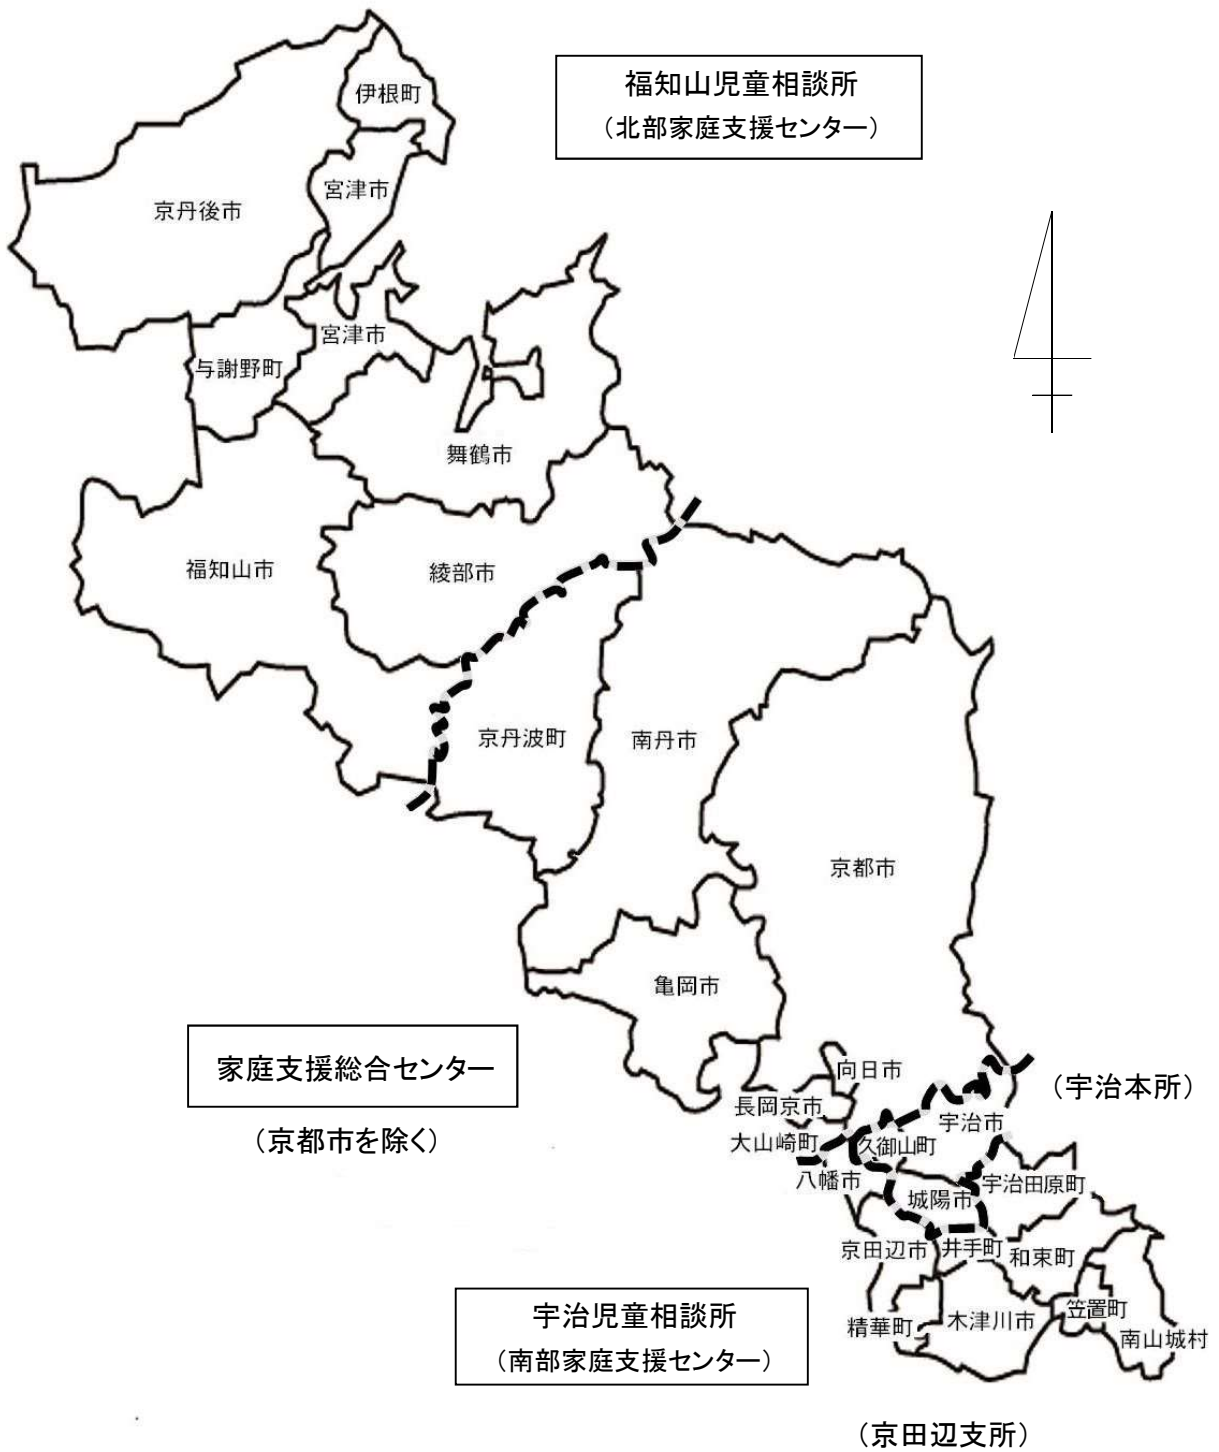 福知山児童相談所
（北部家庭支援センター）
伊根町
宮津市
京丹後市
宮津市
与謝野町
舞鶴市
福知山市
綾部市
京丹波町
南丹市
京都市
亀岡市
家庭支援総合センター
（京都市を除く）
向日市
長岡京市
大山崎町
（宇治本所）
宇治市
久御山町
八幡市
城陽市
宇治田原町
京田辺市
井手町
和束町
宇治児童相談所
（南部家庭支援センター）
精華町
木津川市
笠置町
南山城村
（京田辺支所）